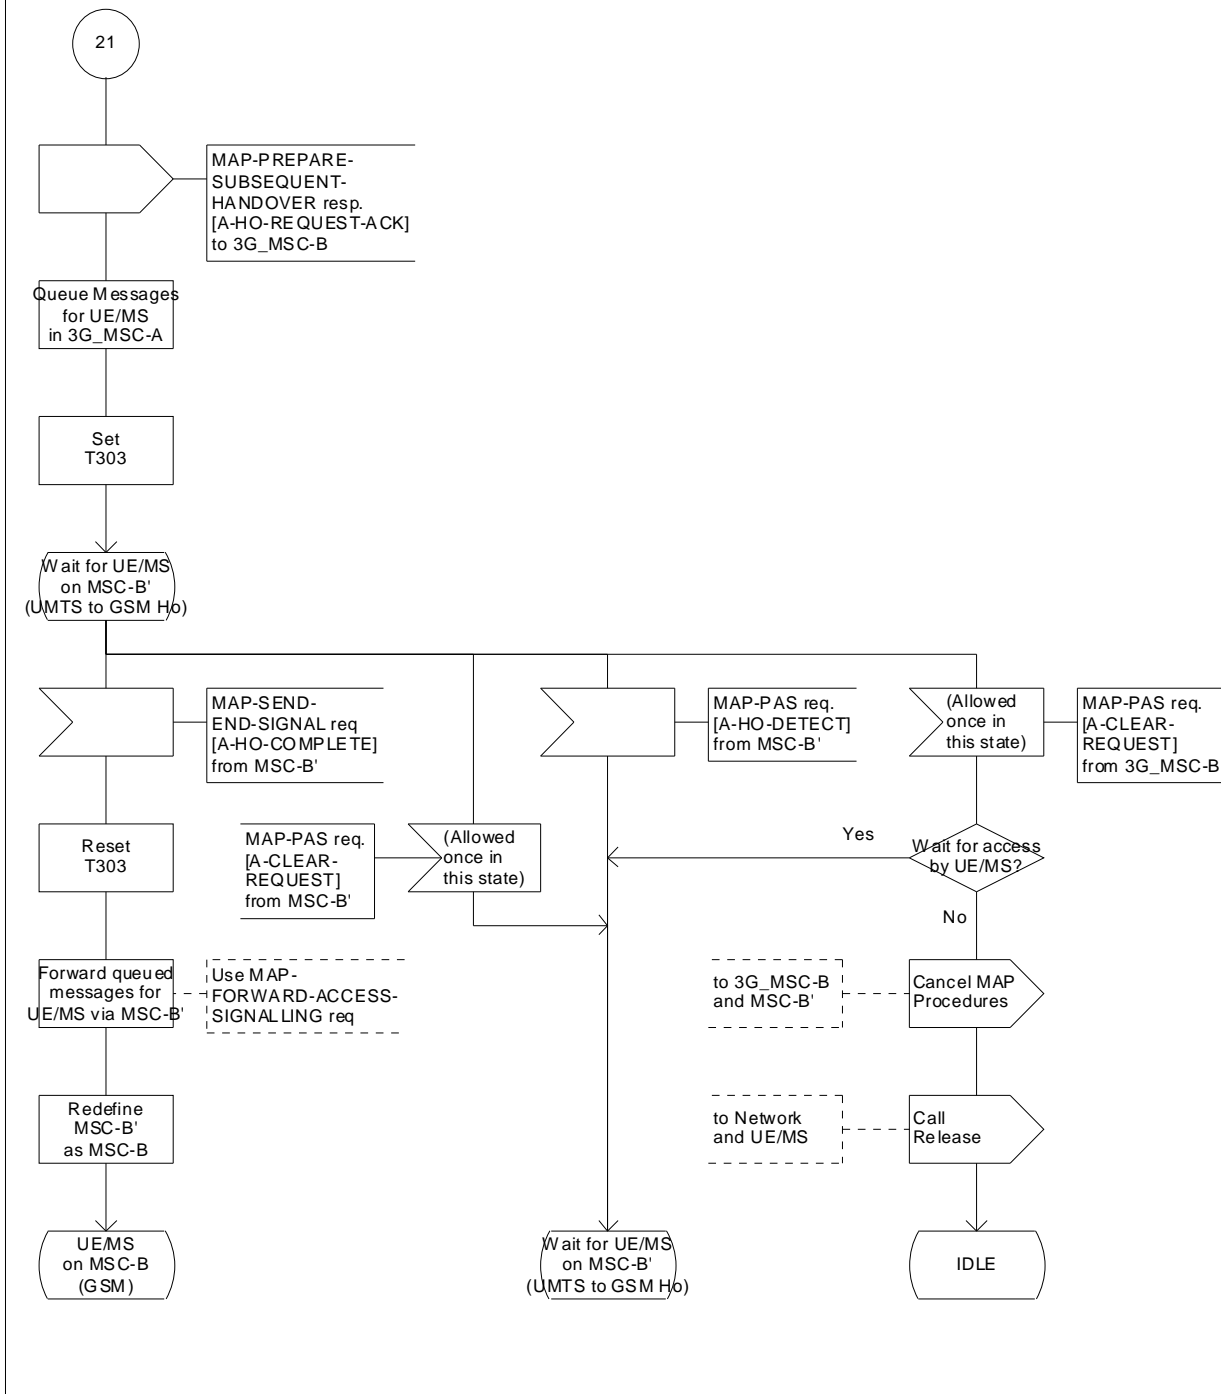 21
MAP-PREPARE-
SUBSEQUENT-
HANDOVER resp.
[A-HO-REQUEST-ACK]
to 3G_MSC-B
Queue Messages
for UE/MS
in 3G_MSC-A
Set
T303
Wait for UE/MS
on MSC-B'
(UMTS to GSM Ho)
MAP-SEND-
END-SIGNAL req
[A-HO-COMPLETE]
from MSC-B'
MAP-PAS req.
[A-HO-DETECT]
from MSC-B'
(Allowed
once in
this state)
MAP-PAS req.
[A-CLEAR-
REQUEST]
from 3G_MSC-B
Reset
T303
MAP-PAS req.
[A-CLEAR-
REQUEST]
from MSC-B'
(Allowed
once in
this state)
Yes
Wait for access
by UE/MS?
No
Forward queued
messages for
UE/MS via MSC-B'
Use MAP-
FORWARD-ACCESS-
SIGNALLING req
to 3G_MSC-B
and MSC-B'
Cancel MAP
Procedures
Redefine
MSC-B'
as MSC-B
to Network
and UE/MS
Call
Release
UE/MS
on MSC-B
(GSM)
Wait for UE/MS
on MSC-B'
(UMTS to GSM Ho)
IDLE